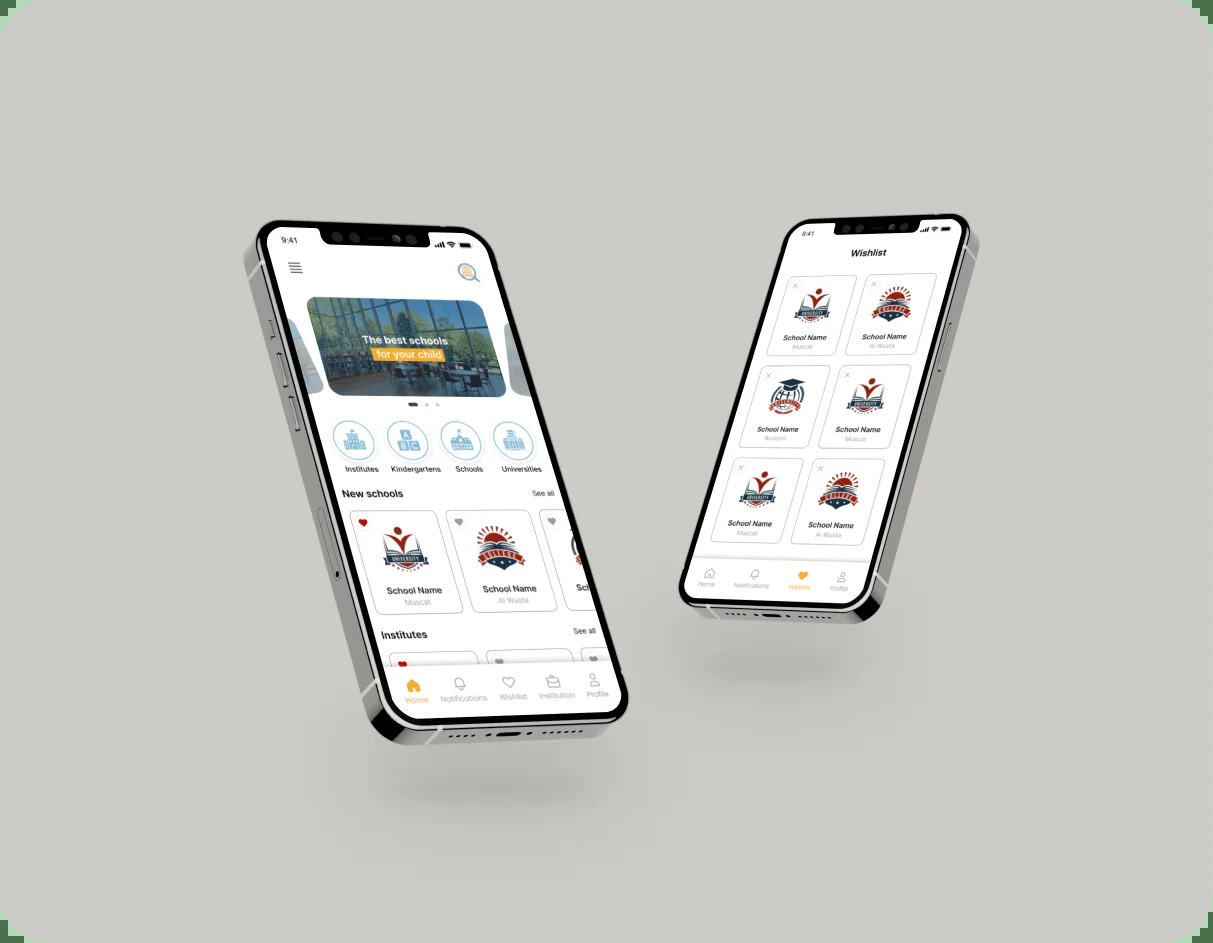 9:41
The best schools
for your child
Institutes
Kindergartens
Schools
Universities
New schools
See all
UNIVERSITY
School Name
Muscat
COLLEGE
School Name
Al Wusta
Sch
Institutes
See all
Home
Notifications
Wishlist
Institution
Profile
9:41
Wishlist
UNIVERSITY
School Name
Muscat
COLLEGE
School Name
Al Wusta
UNIVERSITY
School Name
Buraymi
UNIVERSITY
School Name
Muscat
UNIVERSITY
School Name
Muscat
COLLEGE
School Name
Al Wusta
Home
Notifications
Wishlist
Profile